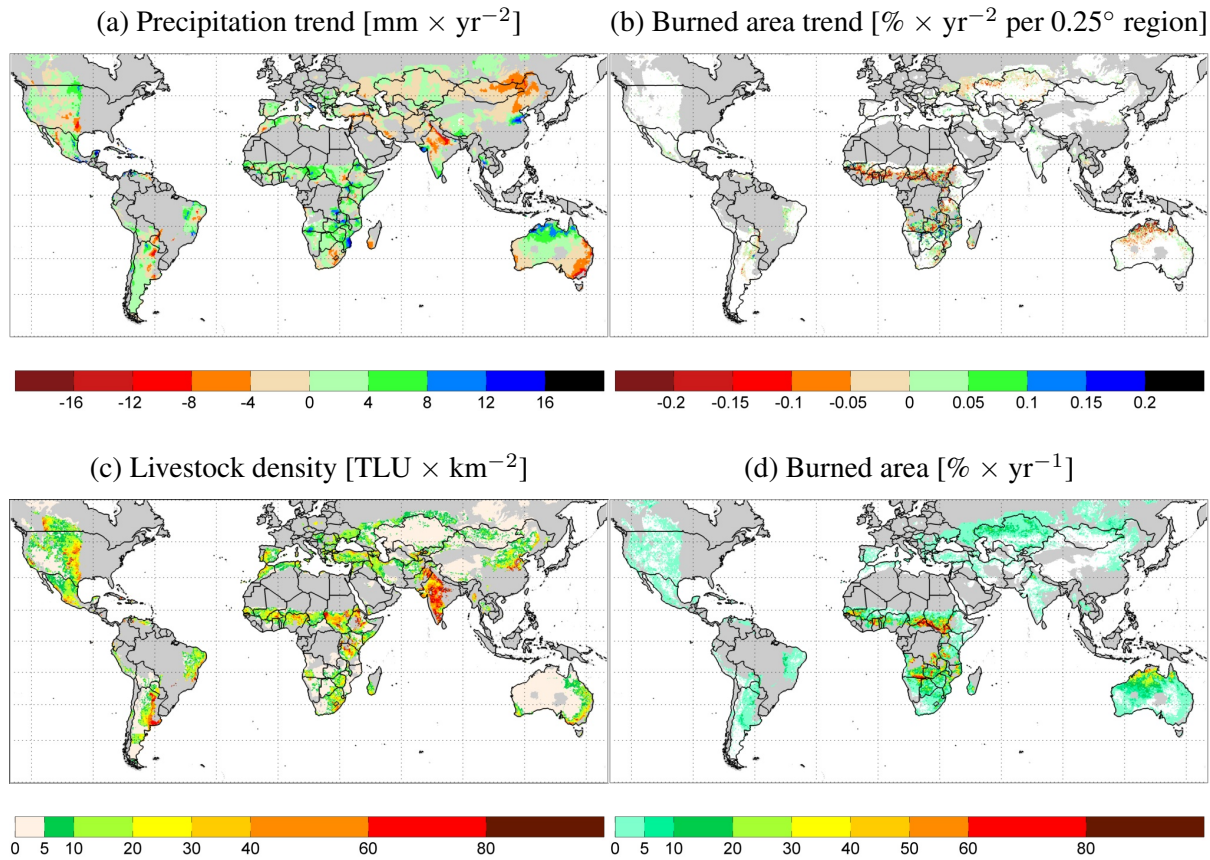 (a) Precipitation trend [mm × yr⁻²]
(b) Burned area trend [% × yr⁻² per 0.25° region]
-16 -12 -8 -4 0 4 8 12 16
-0.2 -0.15 -0.1 -0.05 0 0.05 0.1 0.15 0.2
(c) Livestock density [TLU × km⁻²]
(d) Burned area [% × yr⁻¹]
0 5 10 20 30 40 60 80
0 5 10 20 30 40 60 80